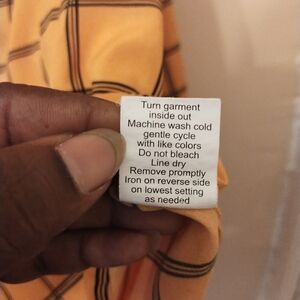 Turn garment
inside out
Machine wash cold
gentle cycle
with like colors
Do not bleach
Line dry
Remove promptly
Iron on reverse side
on lowest setting
as needed